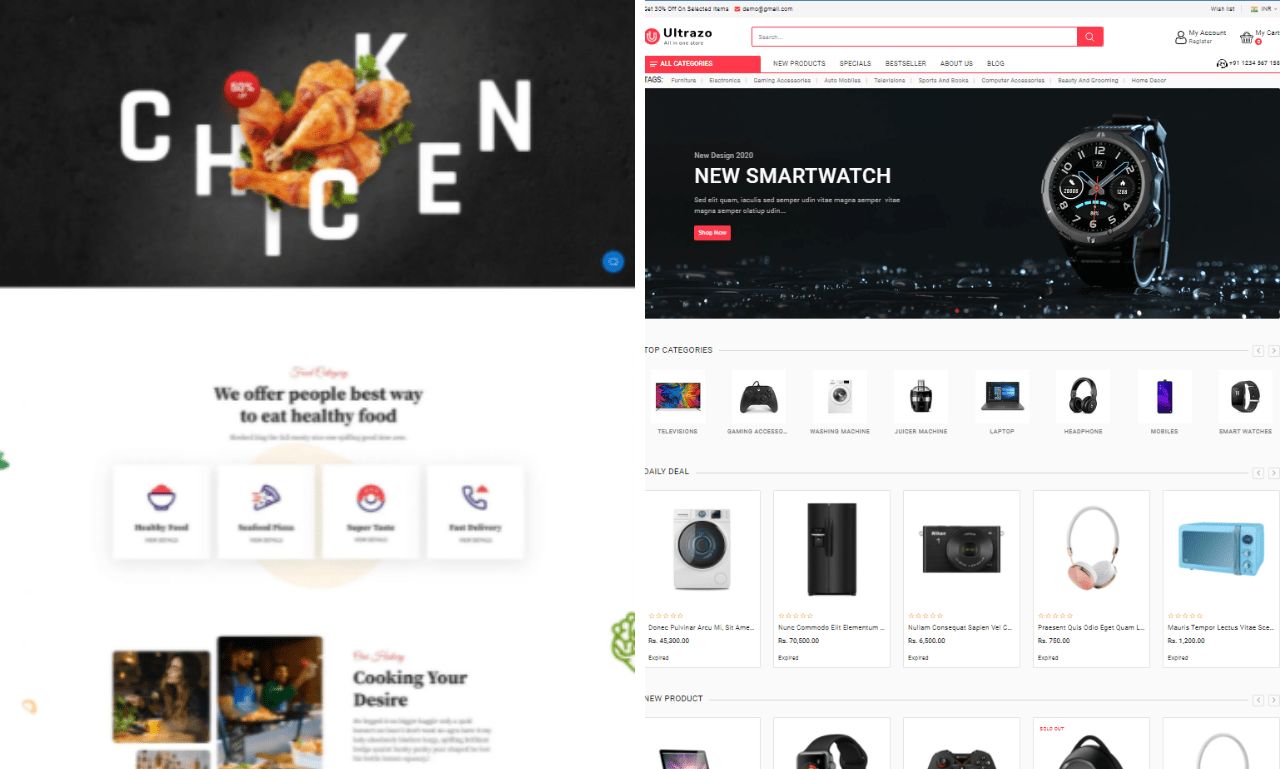 CHICKEN
50%
OFF
Food Category
We offer people best way
to eat healthy food
Healthy Food
Seafood Pizza
Super Taste
Fast Delivery
VIEW DETAILS
VIEW DETAILS
VIEW DETAILS
VIEW DETAILS
Our History
Cooking Your
Desire
Get 30% Off On Selected Items demo@gmail.com Wish list INR
Ultrazo
All in one store
Search...
My Account
Register
My Cart
0
ALL CATEGORIES NEW PRODUCTS SPECIALS BESTSELLER ABOUT US BLOG +91 1234 567 158
TAGS: Furniture | Electronics | Gaming Accessories | Auto Mobiles | Televisions | Sports And Books | Computer Accessories | Beauty And Grooming | Home Decor
New Design 2020
NEW SMARTWATCH
Sed elit quam, iaculis sed semper udin vitae magna semper vitae
magna semper olatiup udin...
Shop Now
TOP CATEGORIES
TELEVISIONS GAMING ACCESSO... WASHING MACHINE JUICER MACHINE LAPTOP HEADPHONE MOBILES SMART WATCHES
DAILY DEAL
Nikon
Donec Pulvinar Arcu Mi, Sit Ame...
Rs. 45,300.00
Expired
Nunc Commodo Elit Elementum ...
Rs. 70,500.00
Expired
Nullam Consequat Sapien Vel C...
Rs. 6,500.00
Expired
Praesent Quis Odio Eget Quam L...
Rs. 750.00
Expired
Mauris Tempor Lectus Vitae Sce...
Rs. 1,200.00
Expired
NEW PRODUCT
SOLD OUT